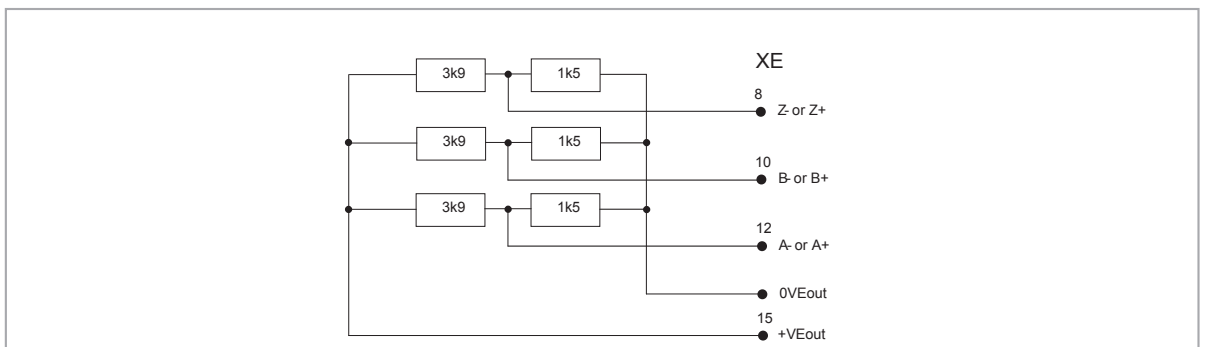 XE
3k9 1k5
8
Z- or Z+
3k9 1k5
10
B- or B+
3k9 1k5
12
A- or A+
0VEout
15
+VEout